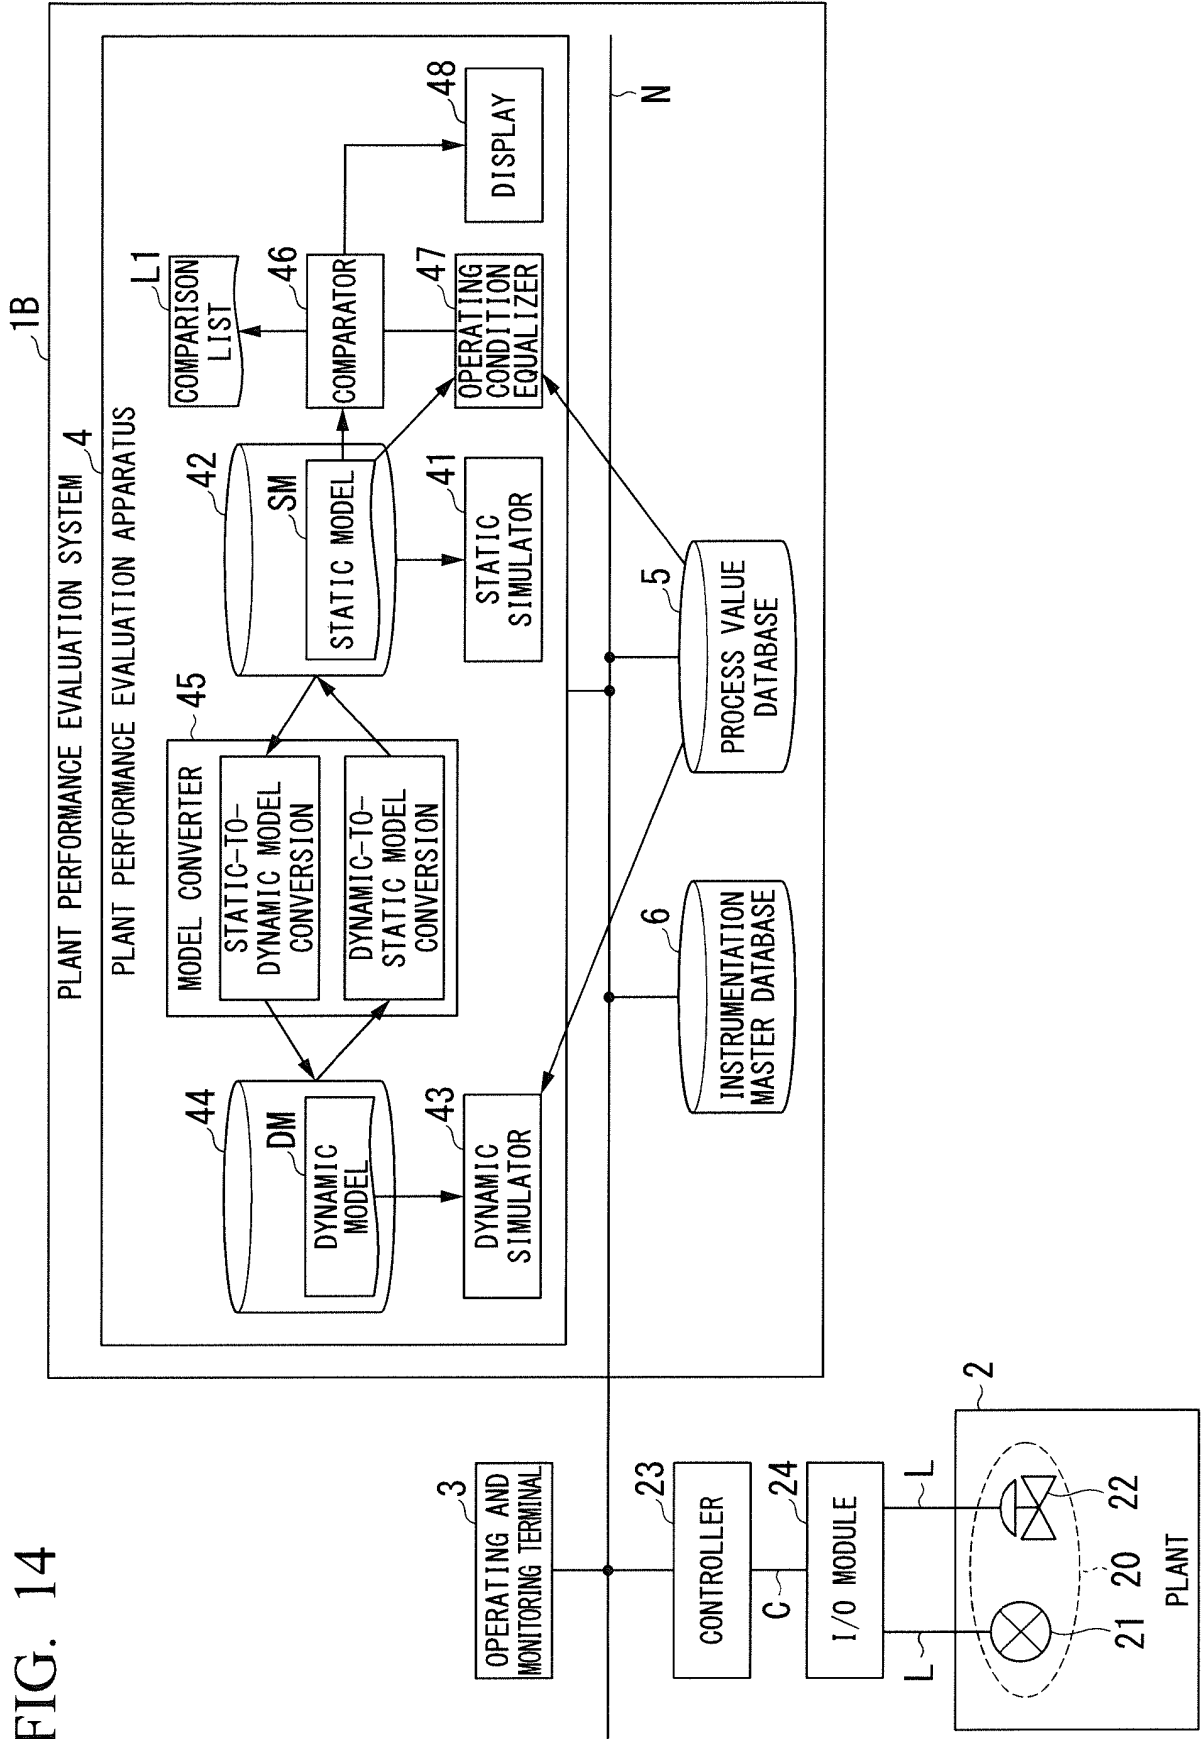 FIG. 14
1B
PLANT PERFORMANCE EVALUATION SYSTEM
4
PLANT PERFORMANCE EVALUATION APPARATUS
44
DM
DYNAMIC
MODEL
43
DYNAMIC
SIMULATOR
45
MODEL CONVERTER
STATIC-TO-
DYNAMIC MODEL
CONVERSION
DYNAMIC-TO-
STATIC MODEL
CONVERSION
42
SM
STATIC MODEL
41
STATIC
SIMULATOR
L1
COMPARISON
LIST
46
COMPARATOR
47
OPERATING
CONDITION
EQUALIZER
48
DISPLAY
N
3
OPERATING AND
MONITORING TERMINAL
6
INSTRUMENTATION
MASTER DATABASE
5
PROCESS VALUE
DATABASE
23
CONTROLLER
C
24
I/O MODULE
L
L
2
21
20
22
PLANT